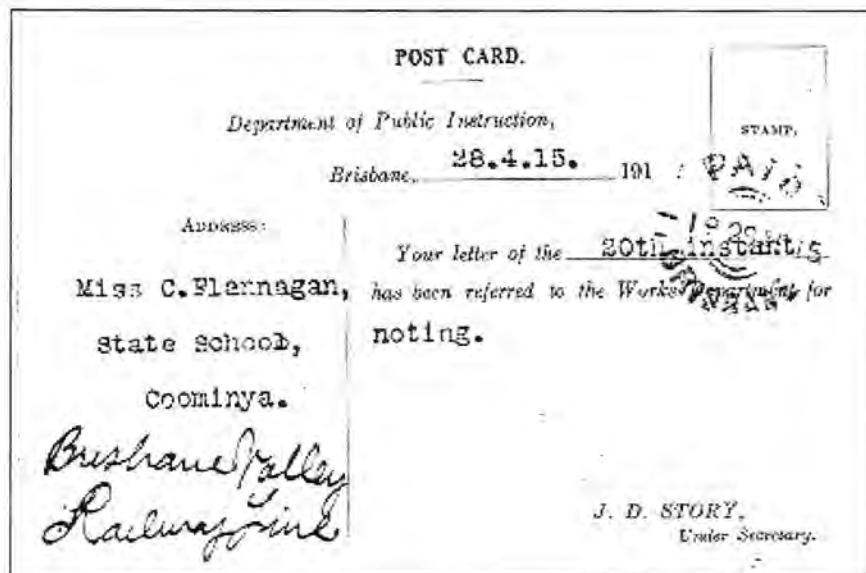 POST CARD.
Department of Public Instruction,
STAMP.
Brisbane, 28.4.15. 191
PAID
ADDRESS:
Your letter of the 20th instant
Miss C.Flennagan,
has been referred to the Works Department for
State School,
noting.
Coominya.
Brisbane Valley
Railway Line
J. D. STORY,
Under Secretary.